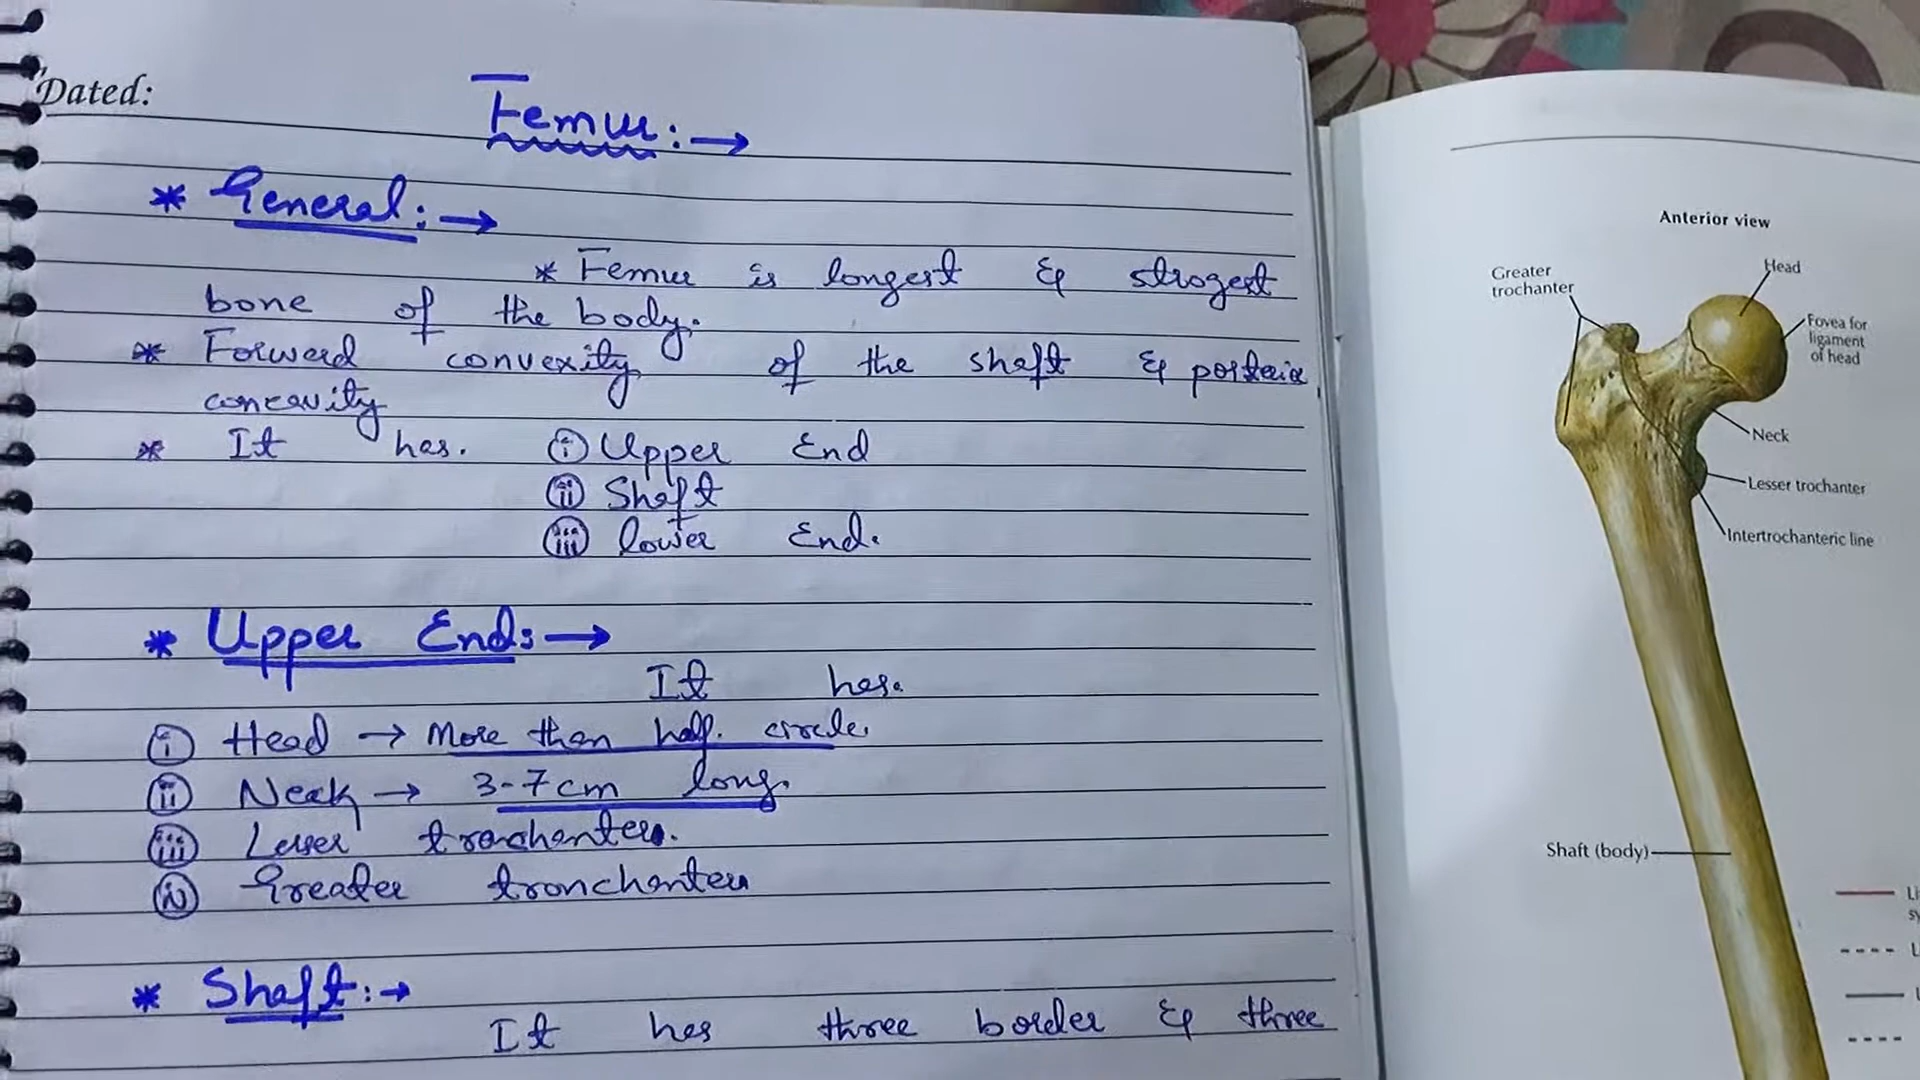 Dated:
Femur:→
* General:→
* Femur is longest & strogest
bone of the body.
* Forward convexity of the shaft & posterior
concavity
* It has. (i) Upper End
(ii) Shaft
(iii) lower End.
* Upper End:→
It has.
(i) Head → More than half. circle.
(ii) Neck → 3-7cm long.
(iii) Lesser tronchanter.
(iv) Greater tronchanter
* Shaft:→
It has three border & three
Anterior view
Greater
trochanter
Head
Fovea for
ligament
of head
Neck
Lesser trochanter
Intertrochanteric line
Shaft (body)